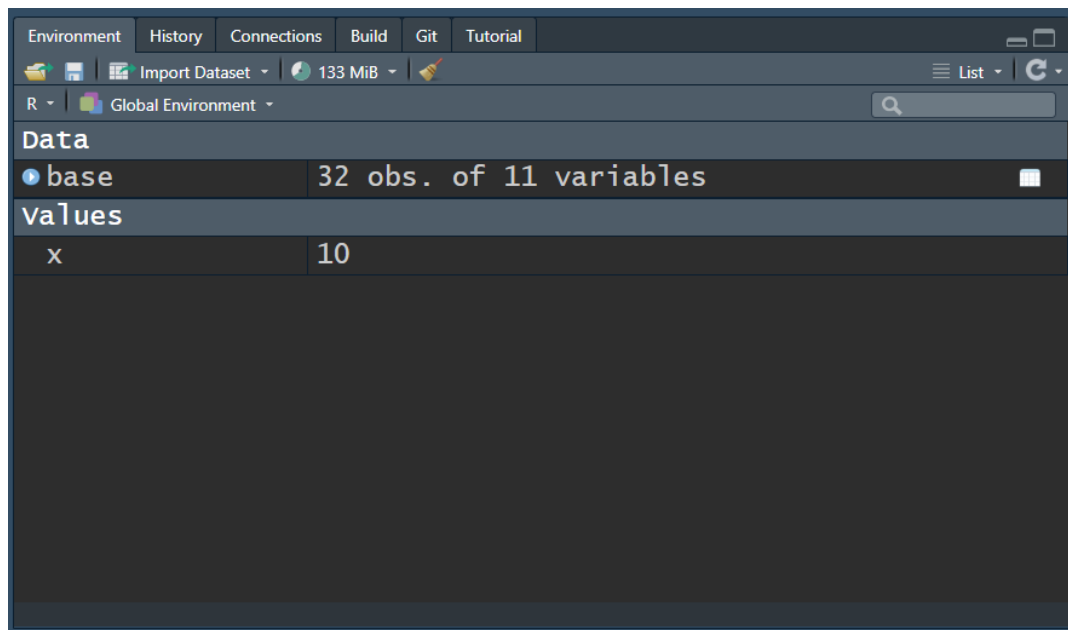 Environment History Connections Build Git Tutorial
Import Dataset 133 MiB List
R Global Environment
Data
base 32 obs. of 11 variables
Values
x 10